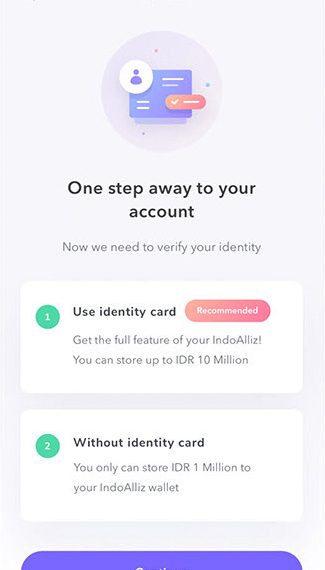 One step away to your
account
Now we need to verify your identity
1
Use identity card
Recommended
Get the full feature of your IndoAlliz!
You can store up to IDR 10 Million
2
Without identity card
You only can store IDR 1 Million to
your IndoAlliz wallet